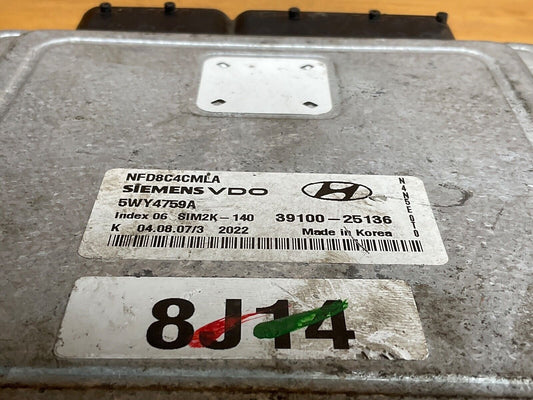 NFD8C4CMLA
SIEMENS VDO
5WY4759A
Index 06 SIM2K-140 39100-25136
K 04.08.07/3 2022 Made in Korea
N4N5E0T0
8J14